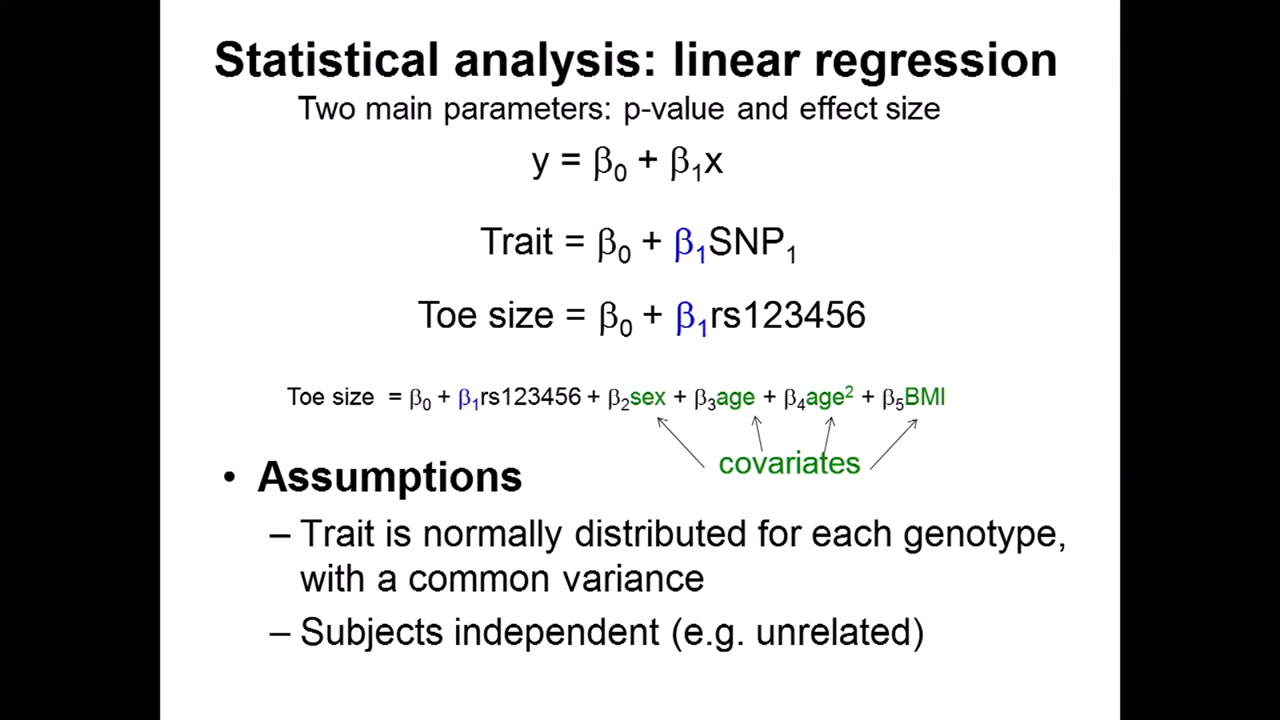 Statistical analysis: linear regression
Two main parameters: p-value and effect size
y = β₀ + β₁x
Trait = β₀ + β₁SNP₁
Toe size = β₀ + β₁rs123456
Toe size = β₀ + β₁rs123456 + β₂sex + β₃age + β₄age² + β₅BMI
covariates
• Assumptions
– Trait is normally distributed for each genotype,
with a common variance
– Subjects independent (e.g. unrelated)